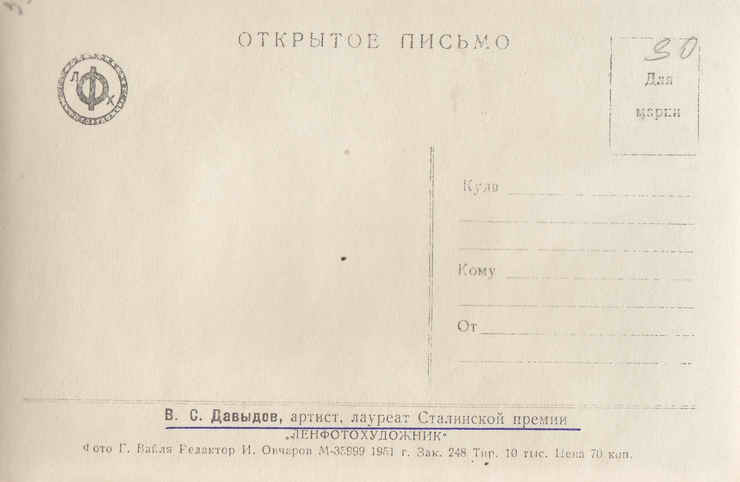 ОТКРЫТОЕ ПИСЬМО
ЛФХ
30
Для
марки
Куда
Кому
От
В. С. Давыдов, артист, лауреат Сталинской премии
„ЛЕНФОТОХУДОЖНИК“
Фото Г. Вайля Редактор И. Овчаров М-35999 1951 г. Зак. 248 Тир. 10 тыс. Цена 70 коп.